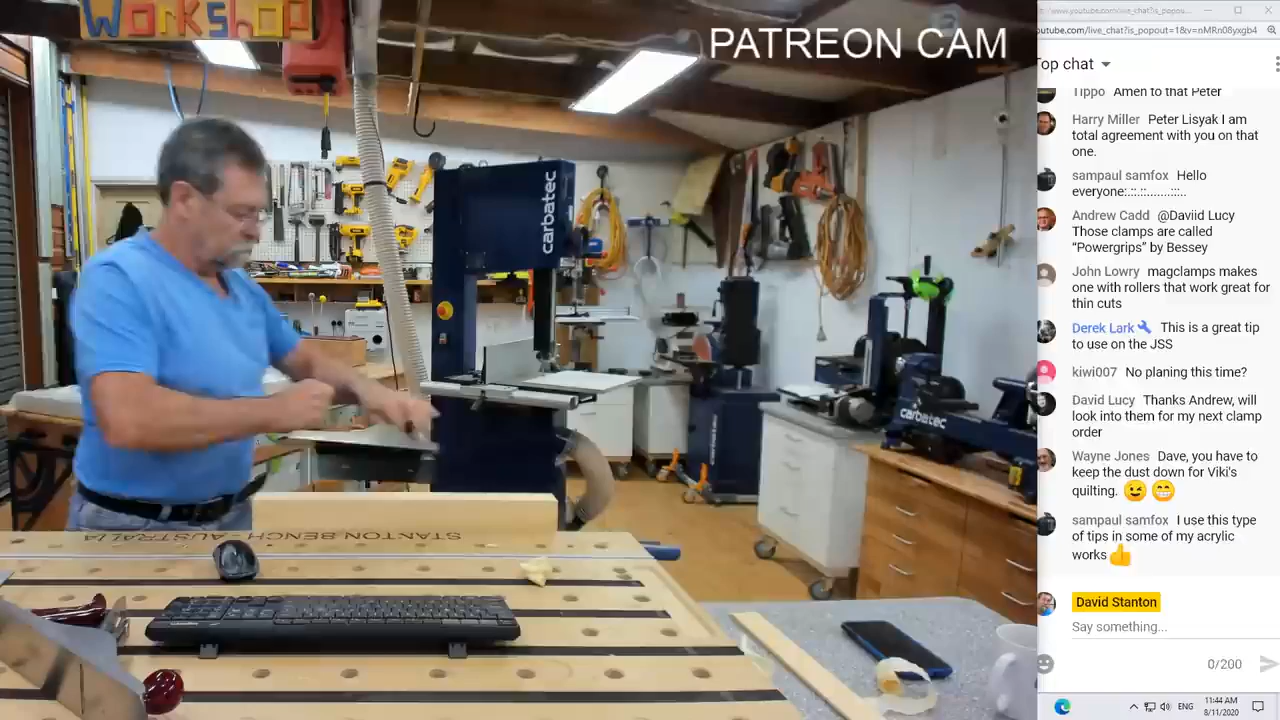 Workshop
PATREON CAM
carbatec
carbatec
STANTON BENCH - AUSTRALIA
Top chat
Tippo Amen to that Peter
Harry Miller Peter Lisyak I am
total agreement with you on that
one.
sampaul samfox Hello
everyone:.::.::..........:::..
Andrew Cadd @Daviid Lucy
Those clamps are called
“Powergrips” by Bessey
John Lowry magclamps makes
one with rollers that work great for
thin cuts
Derek Lark This is a great tip
to use on the JSS
kiwi007 No planing this time?
David Lucy Thanks Andrew, will
look into them for my next clamp
order
Wayne Jones Dave, you have to
keep the dust down for Viki's
quilting.
sampaul samfox I use this type
of tips in some of my acrylic
works
David Stanton
Say something...
0/200
ENG
11:44 AM
8/11/2020